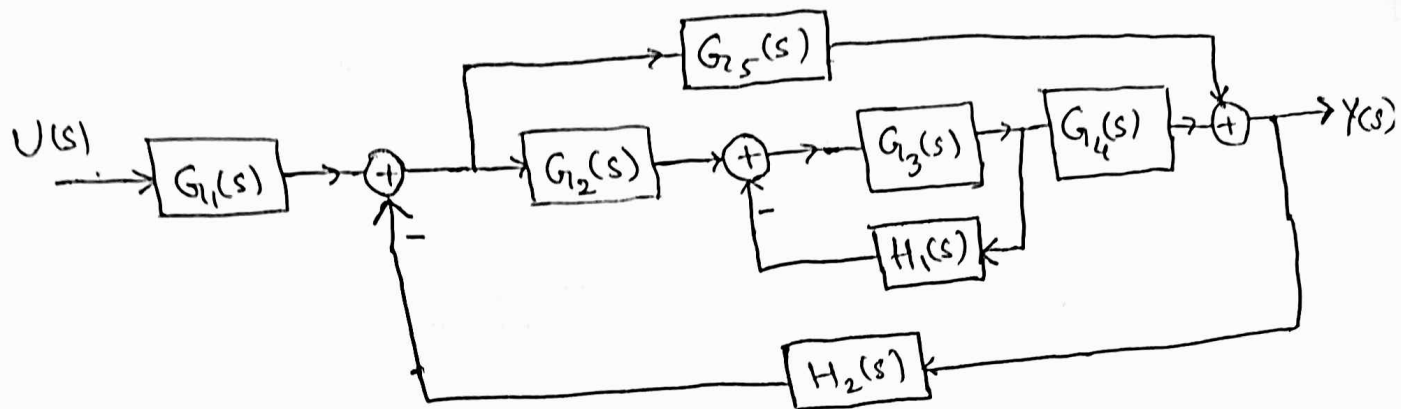 G₅(s)
U(s)
G₁(s)
+
G₂(s)
+
G₃(s)
G₄(s)
+
Y(s)
-
-
H₁(s)
H₂(s)